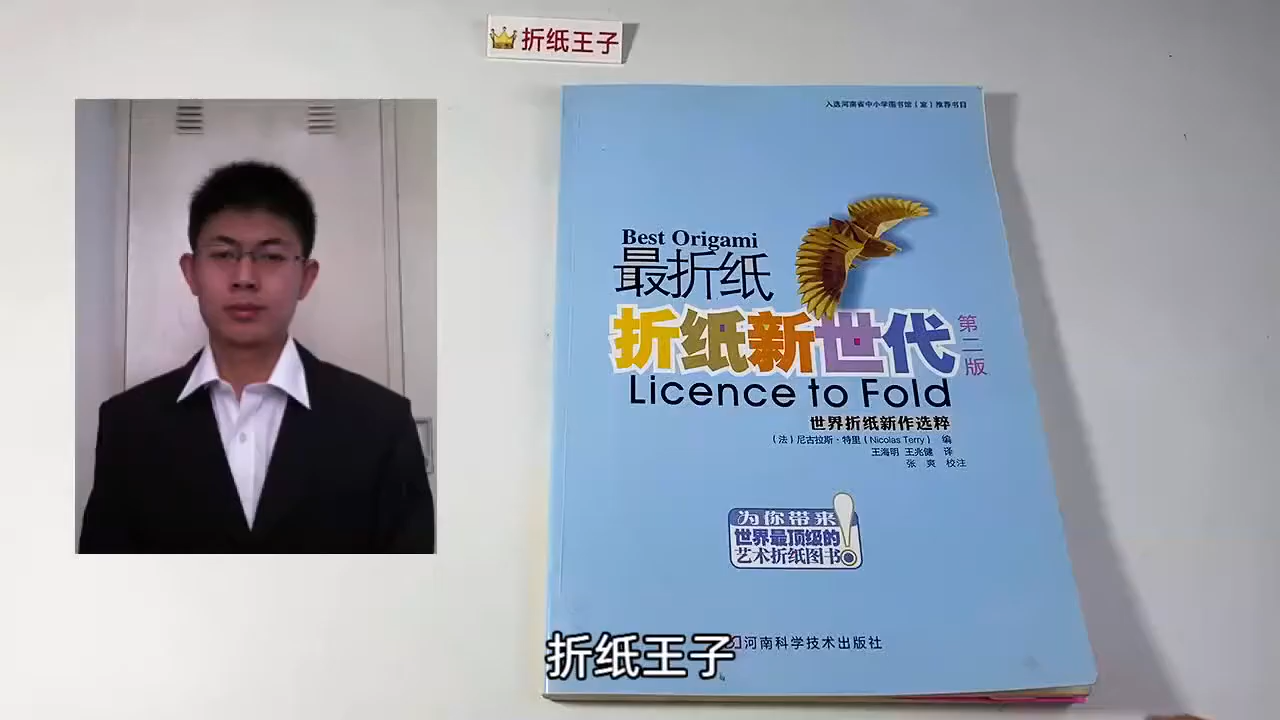 折纸王子
入选河南省中小学图书馆(室)推荐书目
Best Origami
最折纸
折纸新世代
第二版
Licence to Fold
世界折纸新作选粹
(法)尼古拉斯·特里(Nicolas Terry) 编
王海明 王兆健 译
张 爽 校注
为你带来
世界最顶级的
艺术折纸图书!
河南科学技术出版社
折纸王子